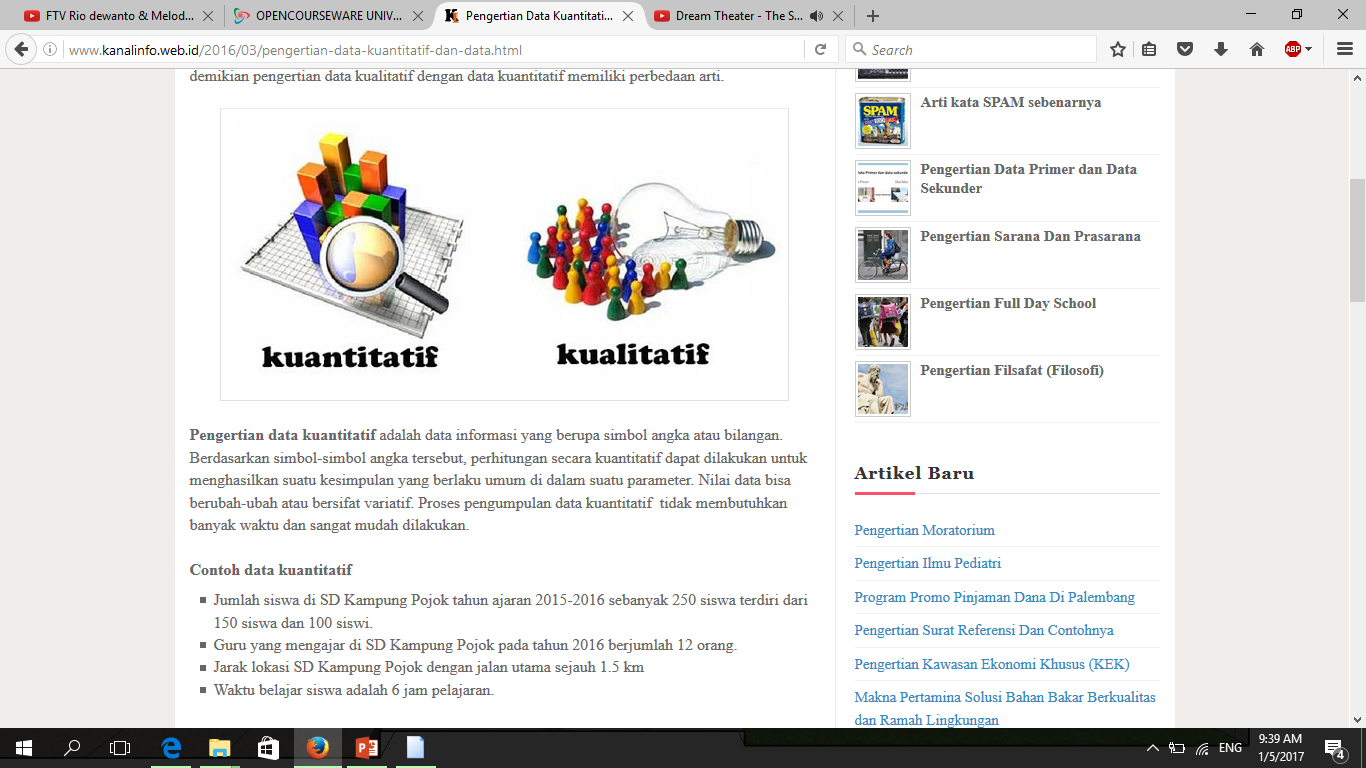 FTV Rio dewanto & Melod...
OPENCOURSEWARE UNIV...
Pengertian Data Kuantitati...
Dream Theater - The S...
www.kanalinfo.web.id/2016/03/pengertian-data-kuantitatif-dan-data.html
Search
ABP
demikian pengertian data kualitatif dengan data kuantitatif memiliki perbedaan arti.
kuantitatif
kualitatif
Pengertian data kuantitatif adalah data informasi yang berupa simbol angka atau bilangan.
Berdasarkan simbol-simbol angka tersebut, perhitungan secara kuantitatif dapat dilakukan untuk
menghasilkan suatu kesimpulan yang berlaku umum di dalam suatu parameter. Nilai data bisa
berubah-ubah atau bersifat variatif. Proses pengumpulan data kuantitatif  tidak membutuhkan
banyak waktu dan sangat mudah dilakukan.
Contoh data kuantitatif
Jumlah siswa di SD Kampung Pojok tahun ajaran 2015-2016 sebanyak 250 siswa terdiri dari
150 siswa dan 100 siswi.
Guru yang mengajar di SD Kampung Pojok pada tahun 2016 berjumlah 12 orang.
Jarak lokasi SD Kampung Pojok dengan jalan utama sejauh 1.5 km
Waktu belajar siswa adalah 6 jam pelajaran.
SPAM
Arti kata SPAM sebenarnya
Pengertian Data Primer dan Data
Sekunder
Pengertian Sarana Dan Prasarana
Pengertian Full Day School
Pengertian Filsafat (Filosofi)
Artikel Baru
Pengertian Moratorium
Pengertian Ilmu Pediatri
Program Promo Pinjaman Dana Di Palembang
Pengertian Surat Referensi Dan Contohnya
Pengertian Kawasan Ekonomi Khusus (KEK)
Makna Pertamina Solusi Bahan Bakar Berkualitas
dan Ramah Lingkungan
ENG
9:39 AM
1/5/2017
4